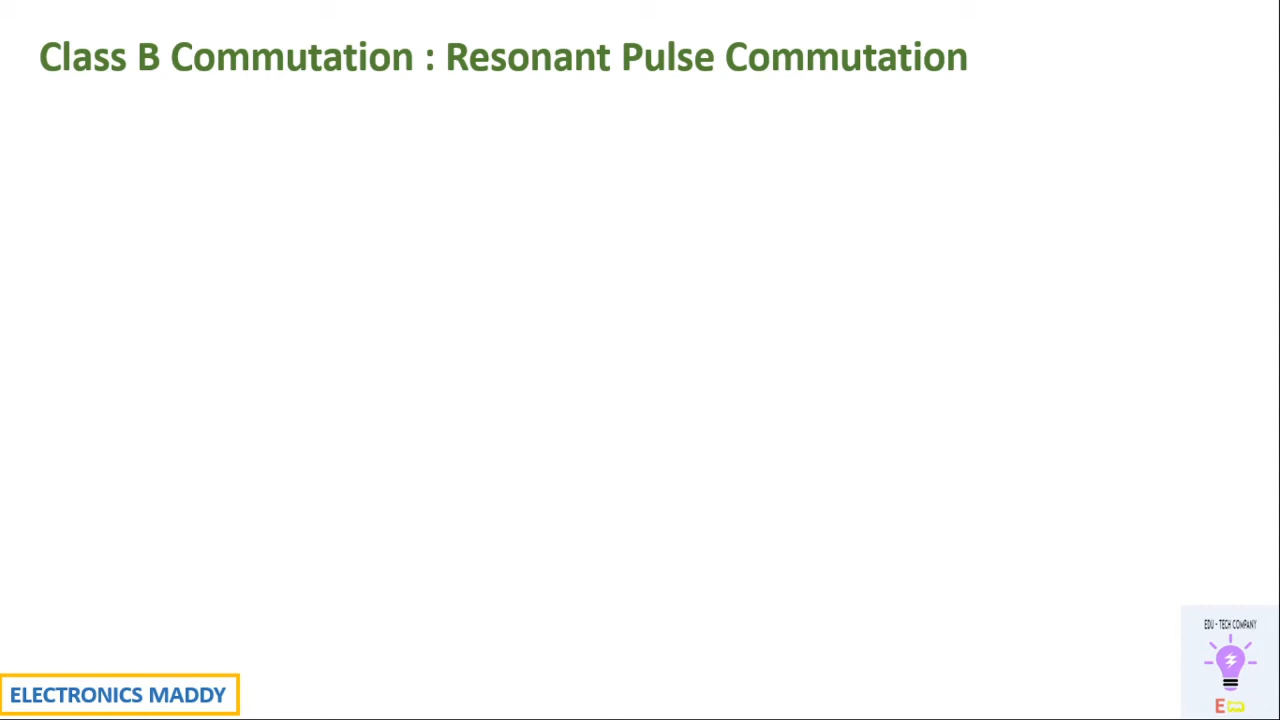 Class B Commutation : Resonant Pulse Commutation
EDU - TECH COMPANY
ELECTRONICS MADDY